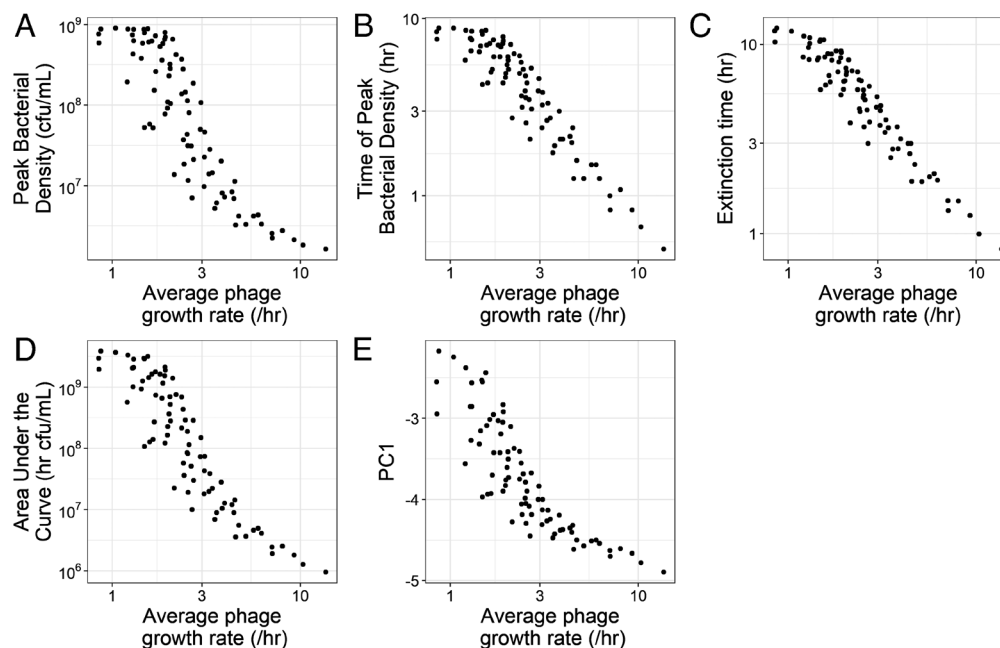 A
Peak Bacterial
Density (cfu/mL)
10⁹
10⁸
10⁷
1
3
10
Average phage
growth rate (/hr)
B
Time of Peak
Bacterial Density (hr)
10
3
1
1
3
10
Average phage
growth rate (/hr)
C
Extinction time (hr)
10
3
1
1
3
10
Average phage
growth rate (/hr)
D
Area Under the
Curve (hr cfu/mL)
10⁹
10⁸
10⁷
10⁶
1
3
10
Average phage
growth rate (/hr)
E
PC1
-3
-4
-5
1
3
10
Average phage
growth rate (/hr)